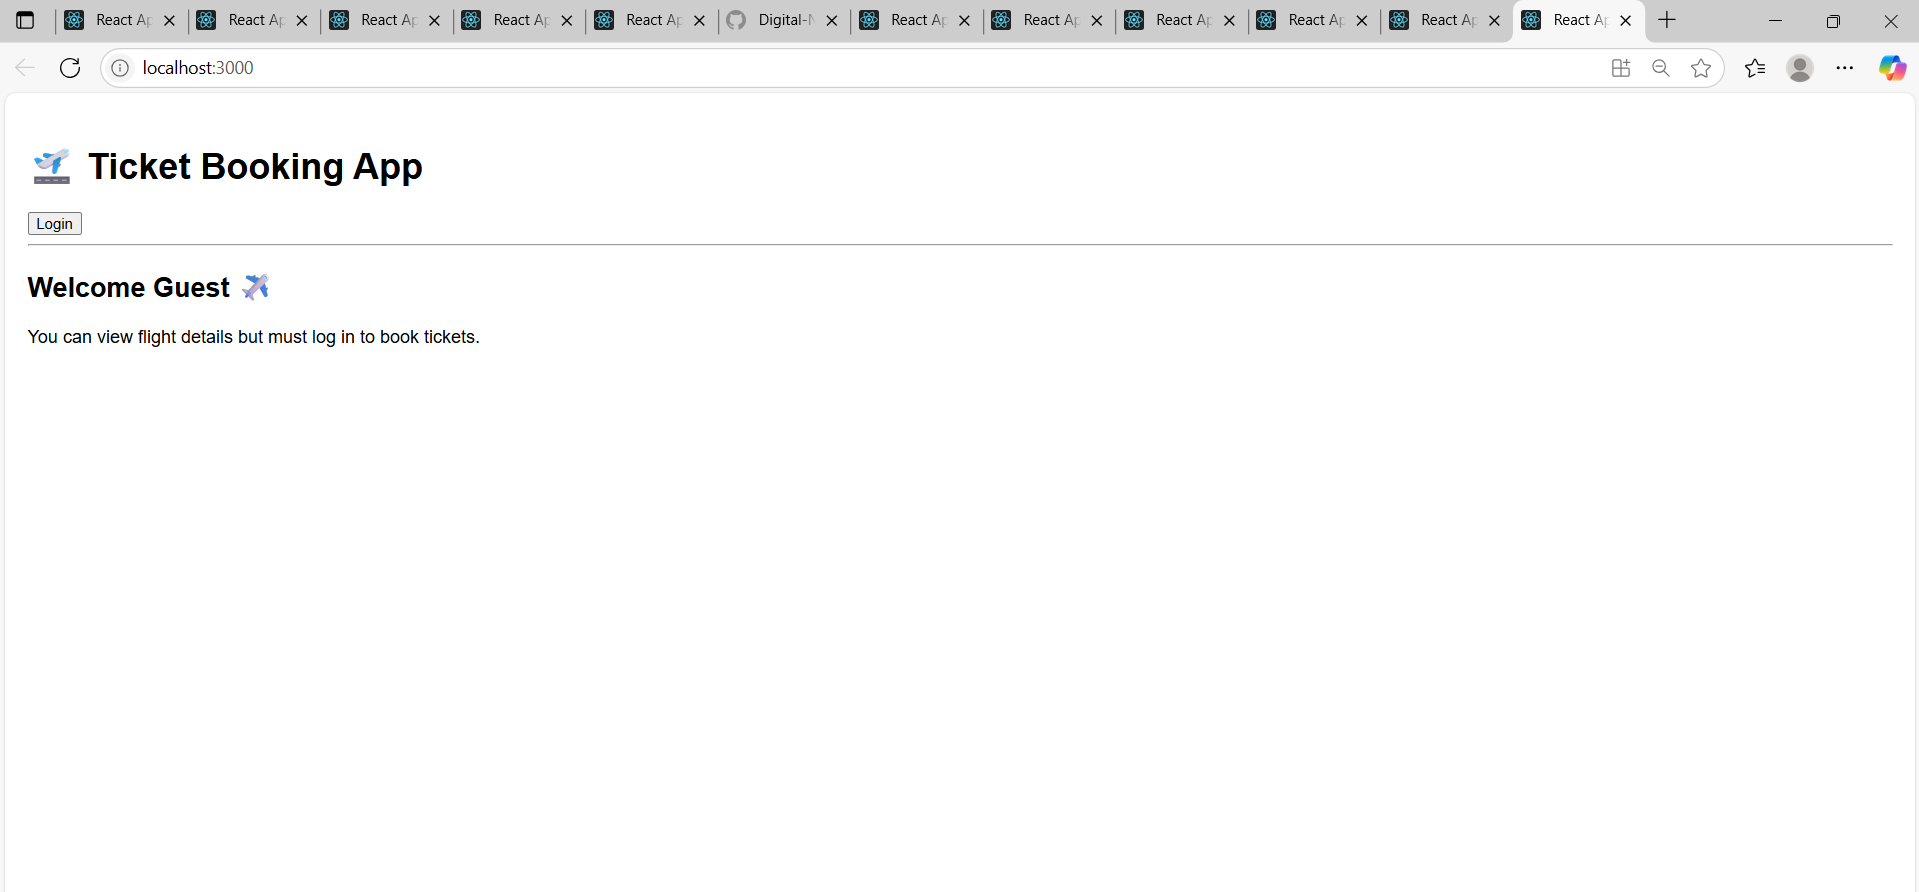 React Ap React Ap React Ap React Ap React Ap Digital-N React Ap React Ap React Ap React Ap React Ap React Ap
localhost:3000
🛫 Ticket Booking App
Login
Welcome Guest ✈️
You can view flight details but must log in to book tickets.